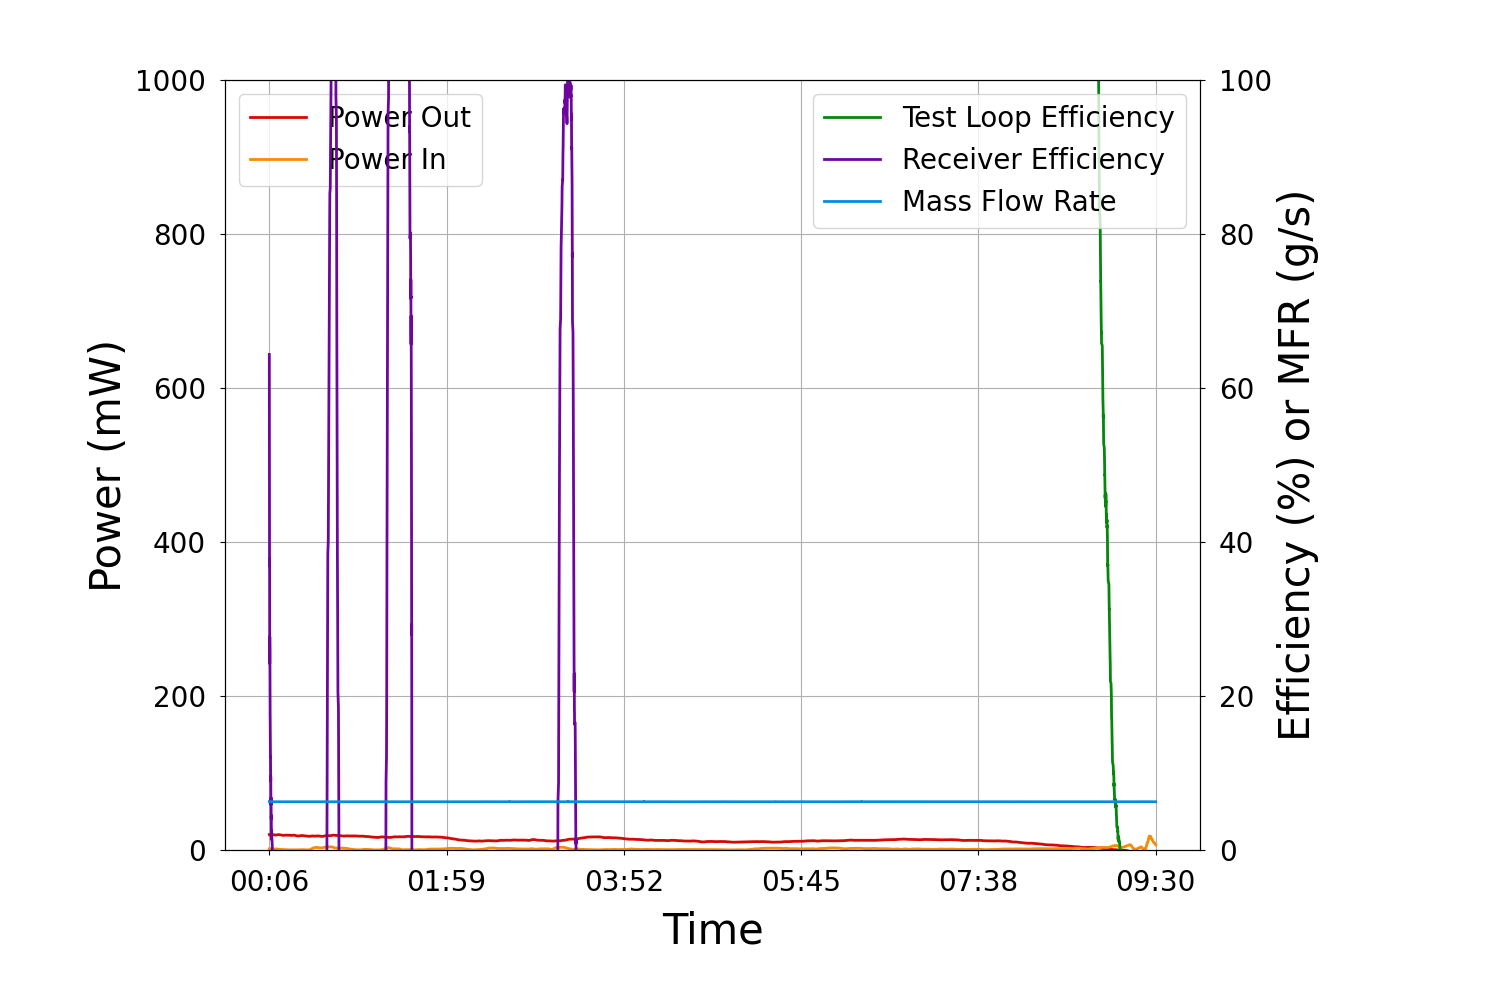 1000
800
600
400
200
0
Power (mW)
Power Out
Power In
Test Loop Efficiency
Receiver Efficiency
Mass Flow Rate
100
80
60
40
20
0
Efficiency (%) or MFR (g/s)
00:06 01:59 03:52 05:45 07:38 09:30
Time